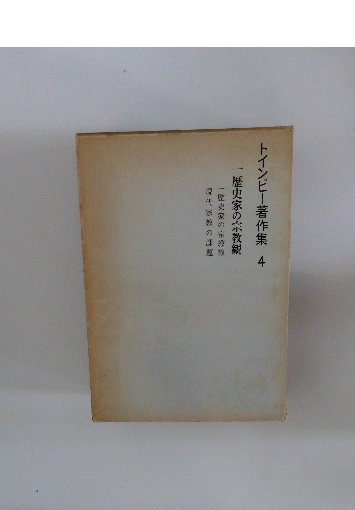 トインビー著作集 4
一歴史家の宗教観
一歴史家の宗教観
現代宗教の課題